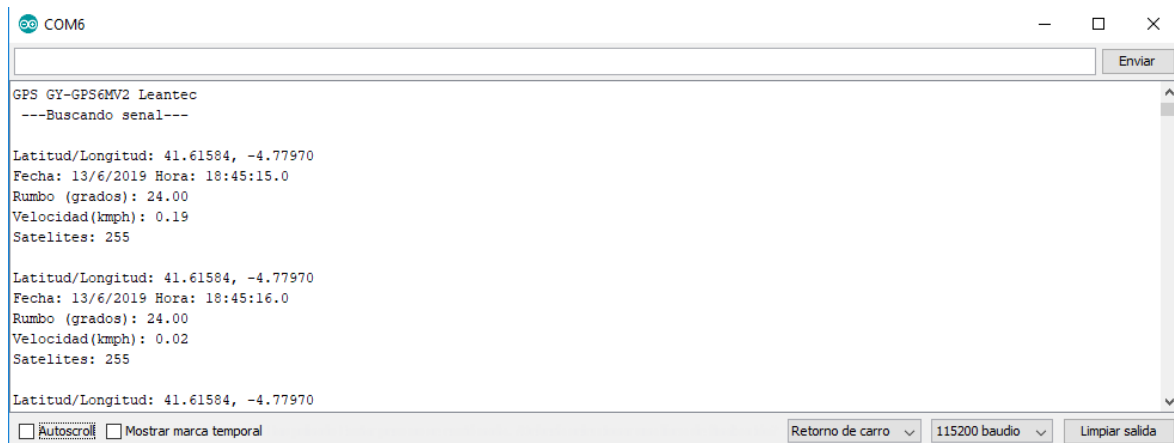 COM6
Enviar
GPS GY-GPS6MV2 Leantec
---Buscando senal---
Latitud/Longitud: 41.61584, -4.77970
Fecha: 13/6/2019 Hora: 18:45:15.0
Rumbo (grados): 24.00
Velocidad(kmph): 0.19
Satelites: 255
Latitud/Longitud: 41.61584, -4.77970
Fecha: 13/6/2019 Hora: 18:45:16.0
Rumbo (grados): 24.00
Velocidad(kmph): 0.02
Satelites: 255
Latitud/Longitud: 41.61584, -4.77970
Autoscroll Mostrar marca temporal Retorno de carro 115200 baudio Limpiar salida